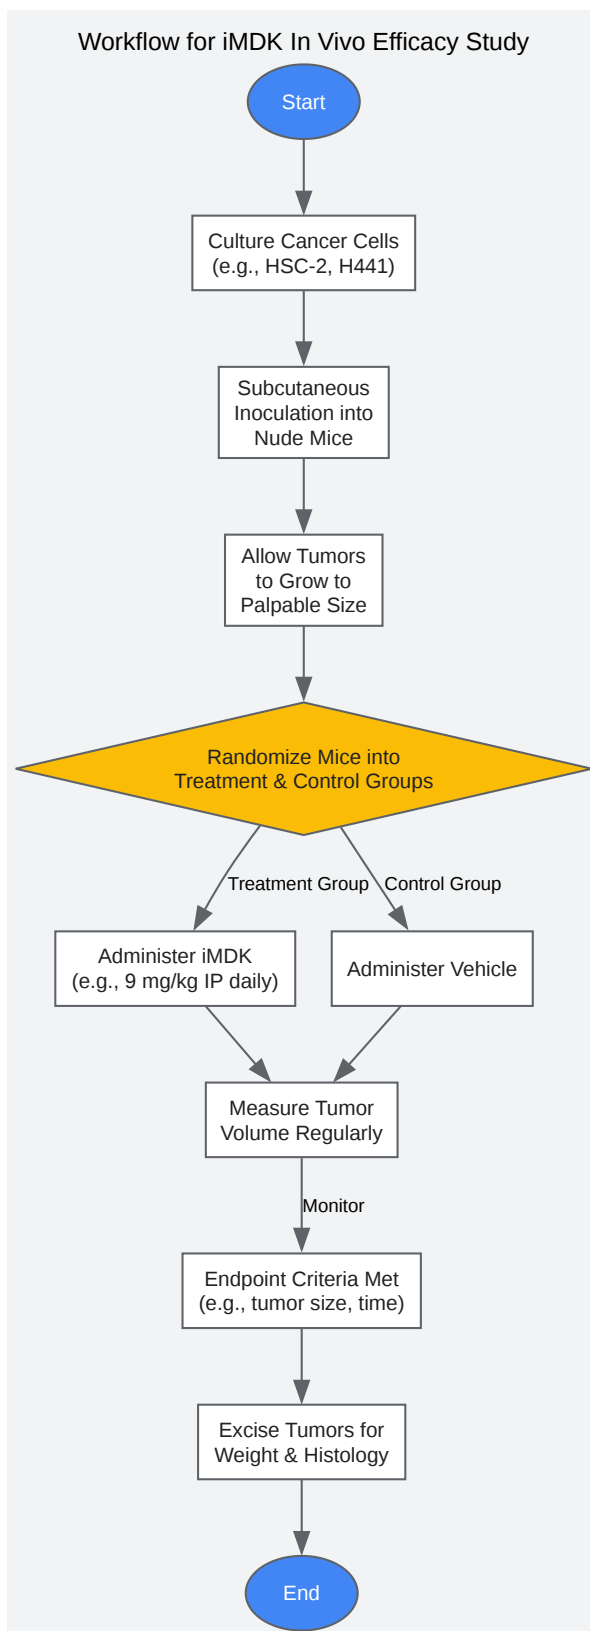 Workflow for iMDK In Vivo Efficacy Study
Start
Culture Cancer Cells
(e.g., HSC-2, H441)
Subcutaneous
Inoculation into
Nude Mice
Allow Tumors
to Grow to
Palpable Size
Randomize Mice into
Treatment & Control Groups
Treatment Group
Control Group
Administer iMDK
(e.g., 9 mg/kg IP daily)
Administer Vehicle
Measure Tumor
Volume Regularly
Monitor
Endpoint Criteria Met
(e.g., tumor size, time)
Excise Tumors for
Weight & Histology
End